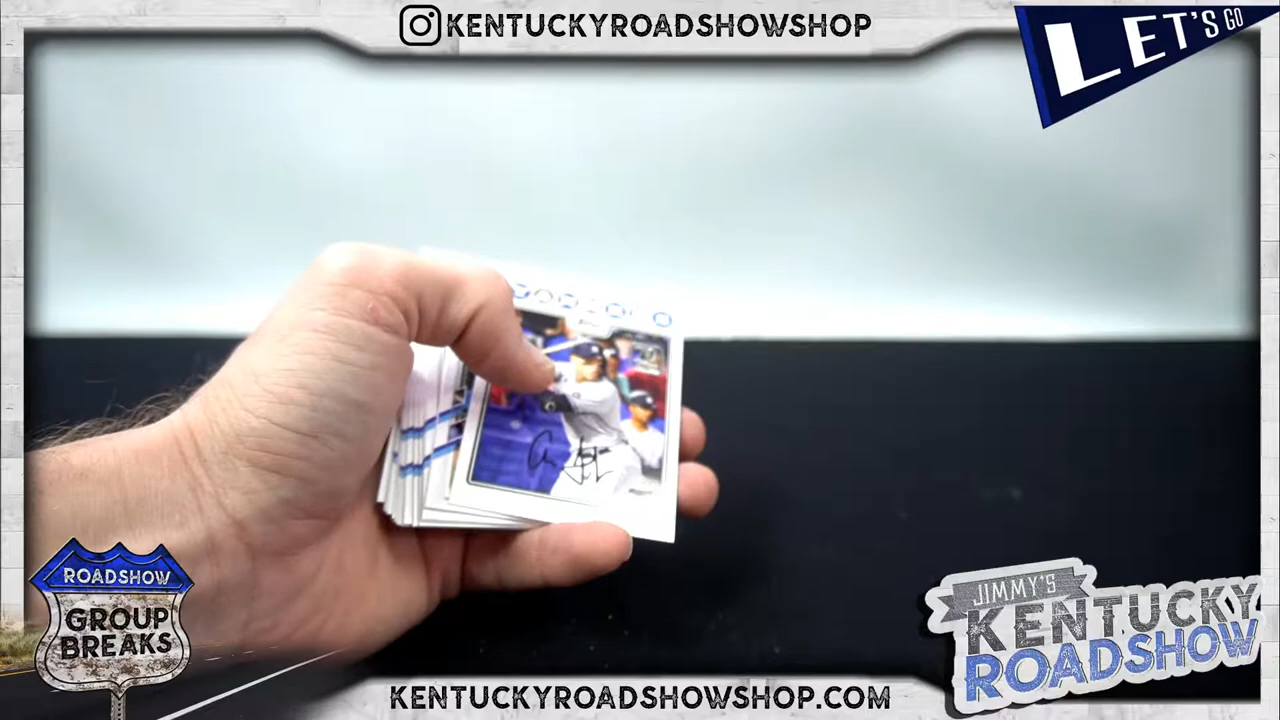 KENTUCKYROADSHOWSHOP
LET'S GO
ROADSHOW
GROUP
BREAKS
JIMMY'S
KENTUCKY
ROADSHOW
KENTUCKYROADSHOWSHOP.COM